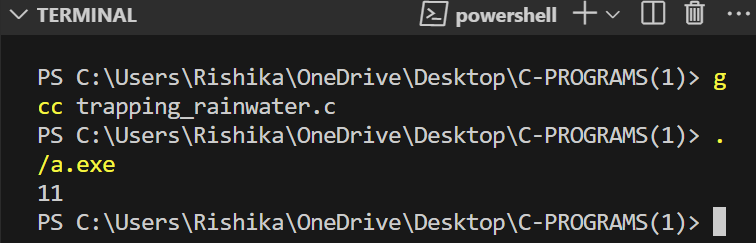 TERMINAL powershell
PS C:\Users\Rishika\OneDrive\Desktop\C-PROGRAMS(1)> g
cc trapping_rainwater.c
PS C:\Users\Rishika\OneDrive\Desktop\C-PROGRAMS(1)> .
/a.exe
11
PS C:\Users\Rishika\OneDrive\Desktop\C-PROGRAMS(1)>